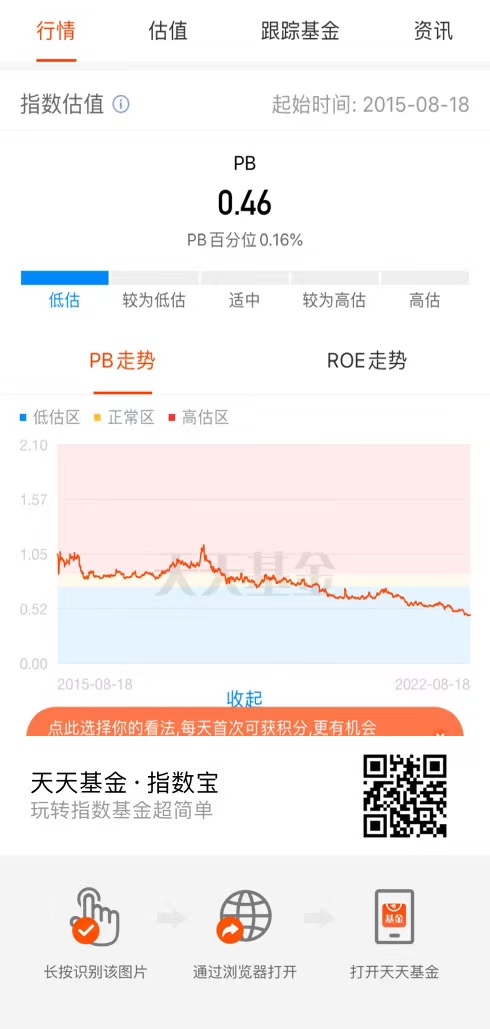 行情 估值 跟踪基金 资讯
指数估值 起始时间: 2015-08-18
PB
0.46
PB百分位0.16%
低估 较为低估 适中 较为高估 高估
PB走势 ROE走势
低估区 正常区 高估区
2.10
1.57
1.05
天天基金
0.52
0.00
2015-08-18 2022-08-18
收起
点此选择你的看法,每天首次可获积分,更有机会
天天基金·指数宝
玩转指数基金超简单
基金
长按识别该图片 通过浏览器打开 打开天天基金